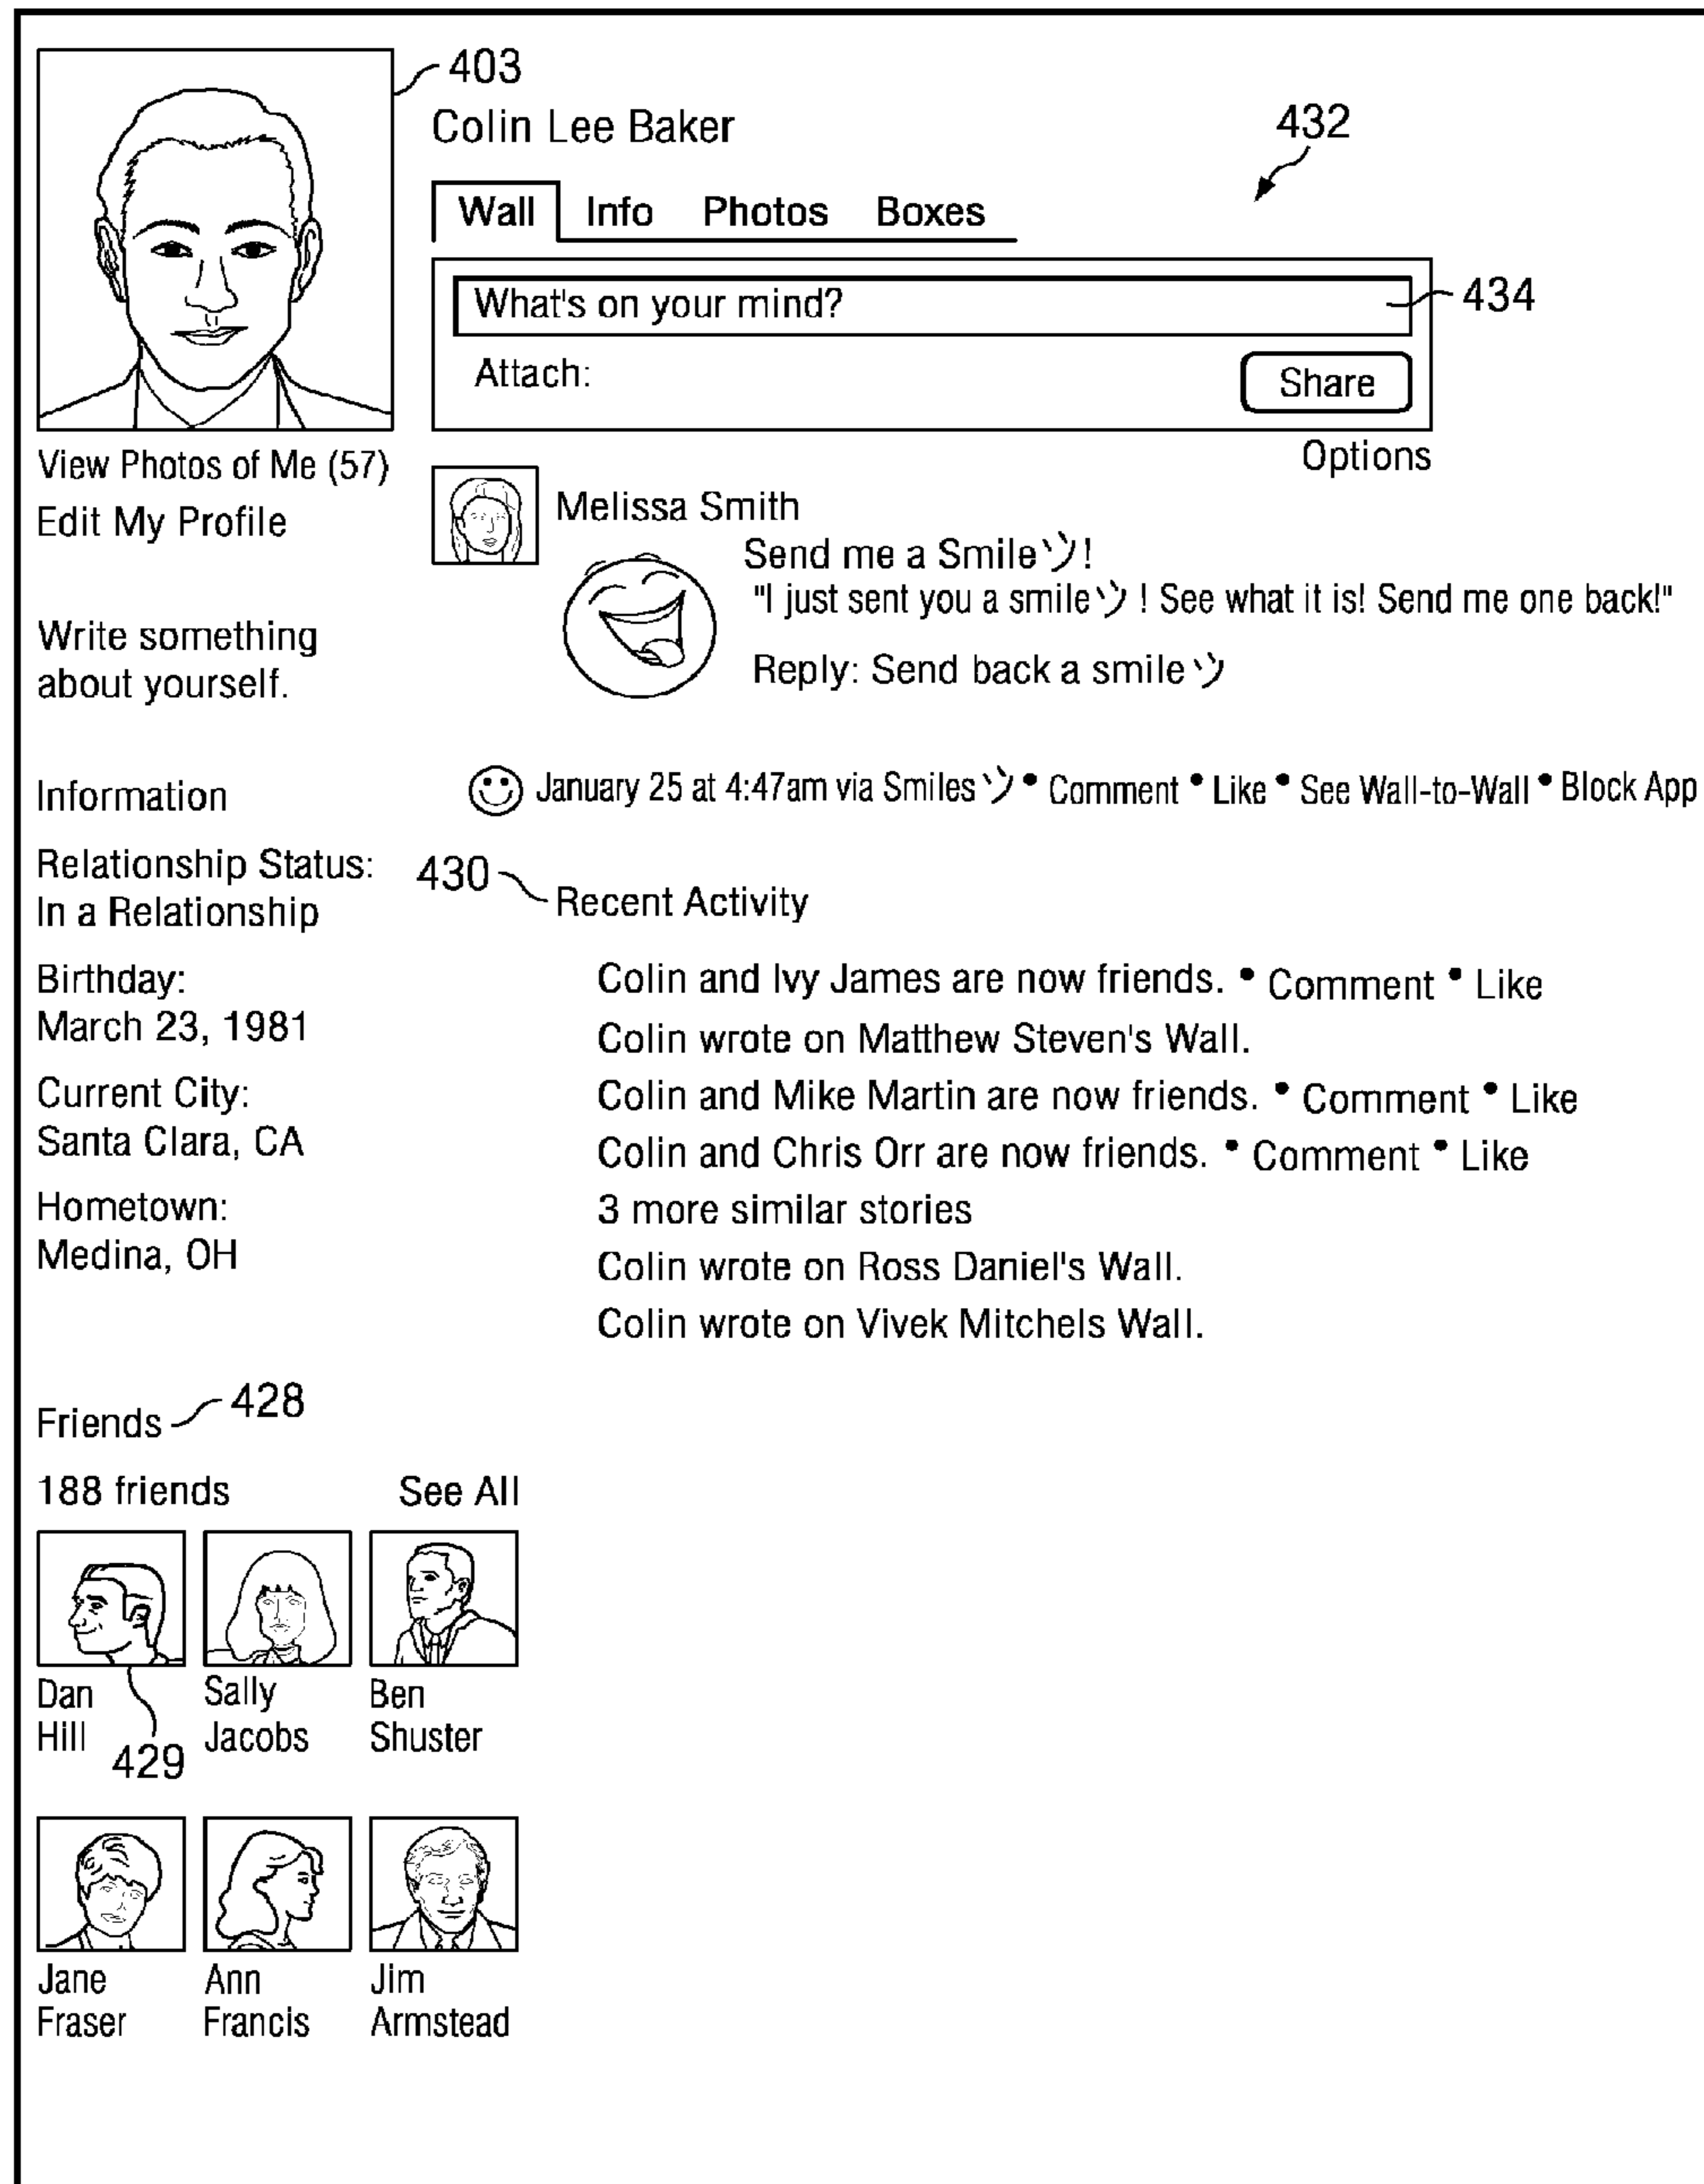 403
Colin Lee Baker
432
Wall Info Photos Boxes
What's on your mind?
434
Attach:
Share
Options
View Photos of Me (57)
Edit My Profile
Write something
about yourself.
Melissa Smith
Send me a Smileツ!
"I just sent you a smileツ ! See what it is! Send me one back!"
Reply: Send back a smileツ
January 25 at 4:47am via Smilesツ • Comment • Like • See Wall-to-Wall • Block App
Information
Relationship Status:
In a Relationship
Birthday:
March 23, 1981
Current City:
Santa Clara, CA
Hometown:
Medina, OH
430
Recent Activity
Colin and Ivy James are now friends. • Comment • Like
Colin wrote on Matthew Steven's Wall.
Colin and Mike Martin are now friends. • Comment • Like
Colin and Chris Orr are now friends. • Comment • Like
3 more similar stories
Colin wrote on Ross Daniel's Wall.
Colin wrote on Vivek Mitchels Wall.
Friends
428
188 friends See All
Dan
Hill
429
Sally
Jacobs
Ben
Shuster
Jane
Fraser
Ann
Francis
Jim
Armstead